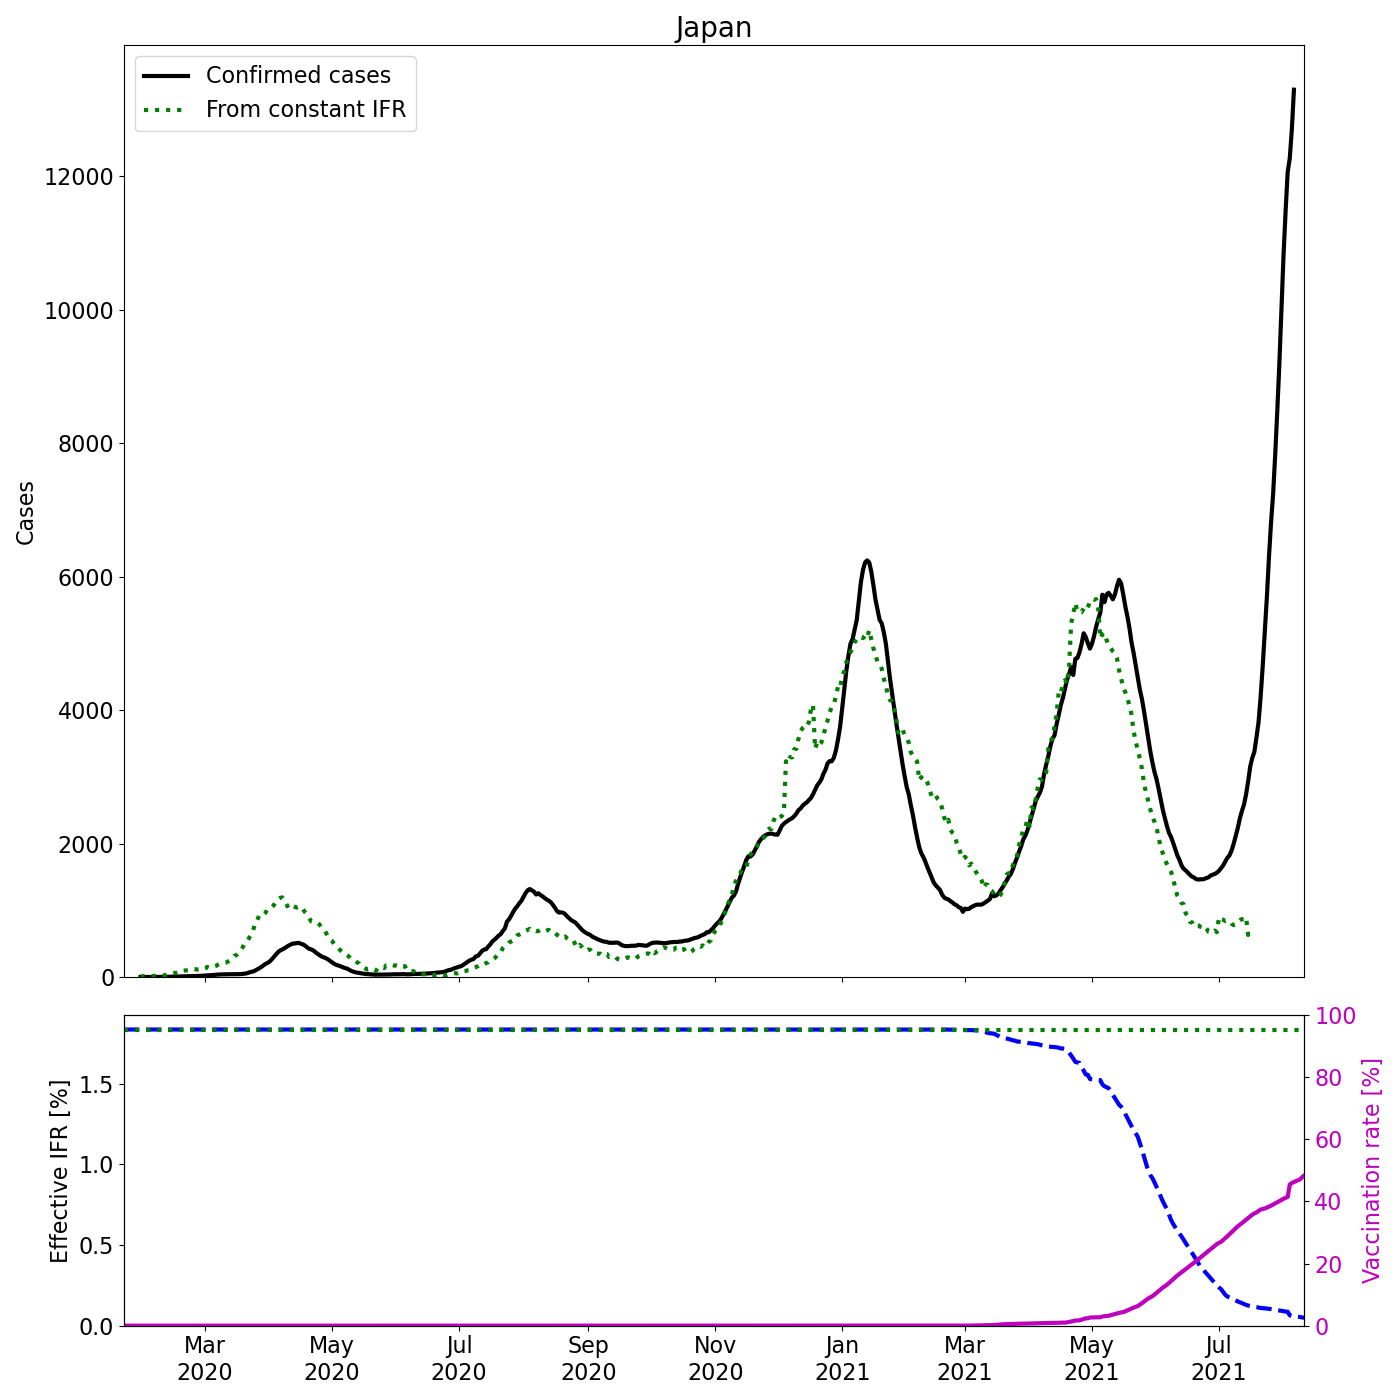 Japan
Confirmed cases
From constant IFR
12000
10000
8000
6000
4000
2000
0
Cases
1.5
1.0
0.5
0.0
Effective IFR [%]
100
80
60
40
20
0
Vaccination rate [%]
Mar May Jul Sep Nov Jan Mar May Jul
2020 2020 2020 2020 2020 2021 2021 2021 2021